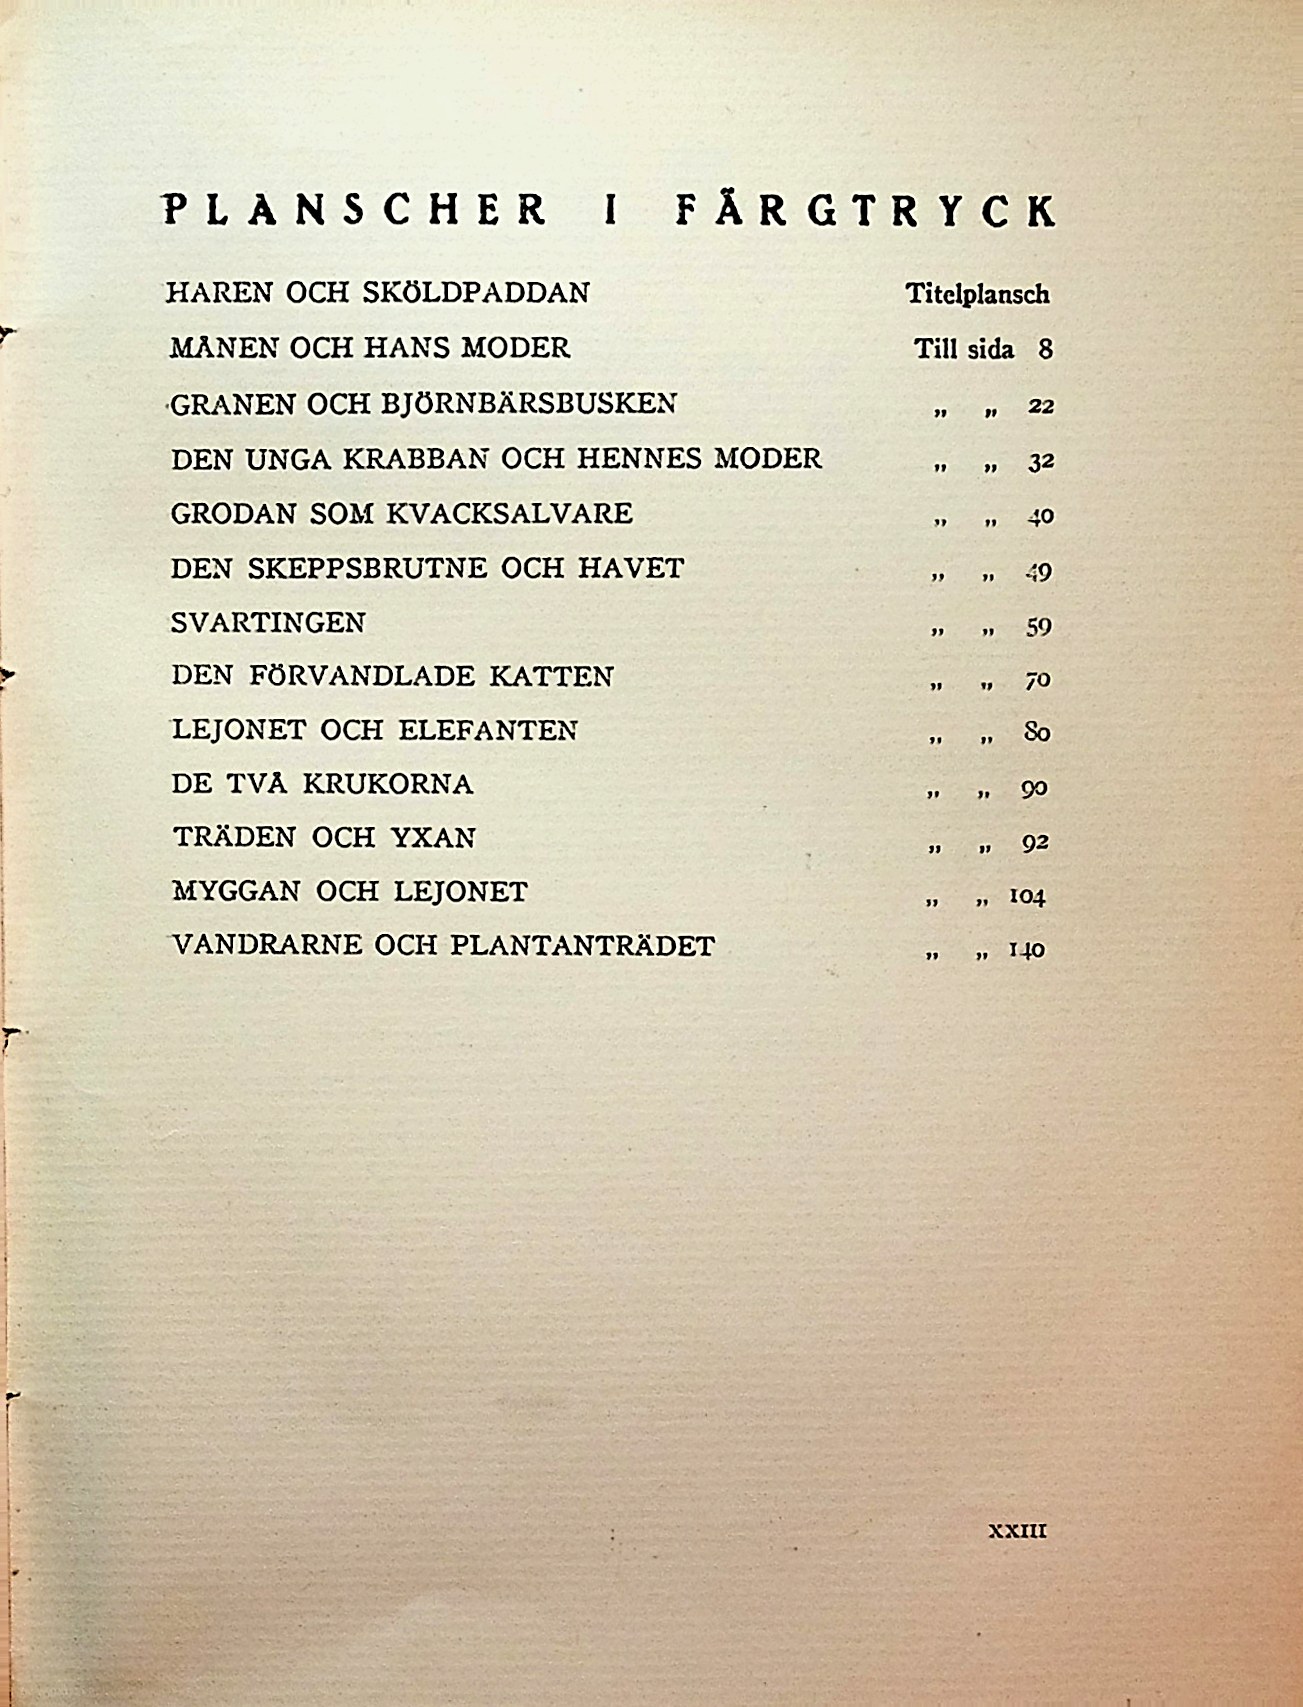 PLANSCHER I FÄRGTRYCK
HAREN OCH SKÖLDPADDAN Titelplansch
MÅNEN OCH HANS MODER Till sida 8
GRANEN OCH BJÖRNBÄRSBUSKEN „ „ 22
DEN UNGA KRABBAN OCH HENNES MODER „ „ 32
GRODAN SOM KVACKSALVARE „ „ 40
DEN SKEPPSBRUTNE OCH HAVET „ „ 49
SVARTINGEN „ „ 59
DEN FÖRVANDLADE KATTEN „ „ 70
LEJONET OCH ELEFANTEN „ „ 80
DE TVÅ KRUKORNA „ „ 90
TRÄDEN OCH YXAN „ „ 92
MYGGAN OCH LEJONET „ „ 104
VANDRARNE OCH PLANTANTRÄDET „ „ 140
XXIII